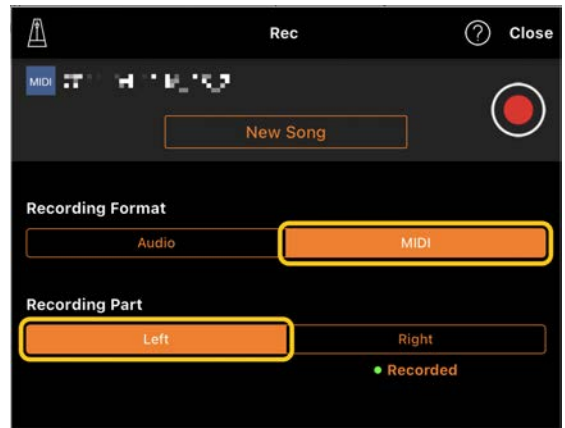 Rec ? Close
MIDI
New Song
Recording Format
Audio MIDI
Recording Part
Left Right
Recorded